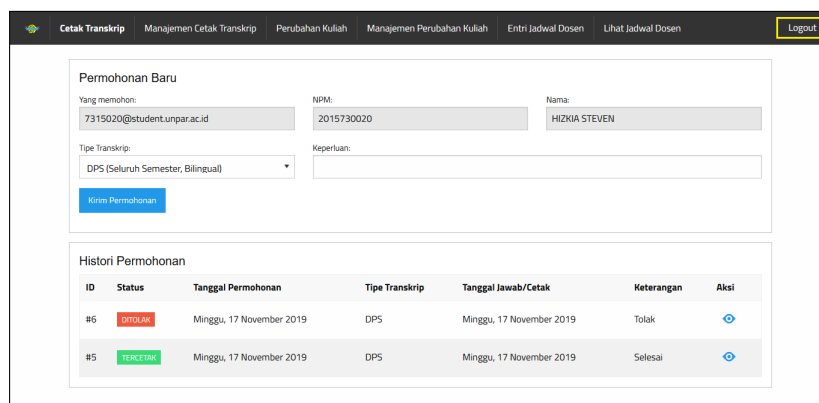 Cetak Transkrip Manajemen Cetak Transkrip Perubahan Kuliah Manajemen Perubahan Kuliah Entri Jadwal Dosen Lihat Jadwal Dosen Logout
Permohonan Baru
Yang memohon: NPM: Nama:
7315020@student.unpar.ac.id 2015730020 HIZKIA STEVEN
Tipe Transkrip: Keperluan:
DPS (Seluruh Semester, Bilingual)
Kirim Permohonan
Histori Permohonan
ID Status Tanggal Permohonan Tipe Transkrip Tanggal Jawab/Cetak Keterangan Aksi
#6 DITOLAK Minggu, 17 November 2019 DPS Minggu, 17 November 2019 Tolak
#5 TERCETAK Minggu, 17 November 2019 DPS Minggu, 17 November 2019 Selesai